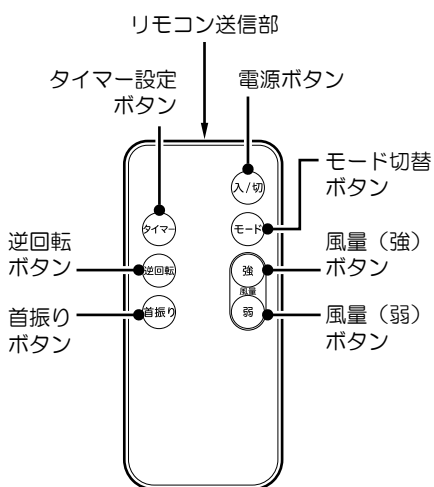 リモコン送信部
タイマー設定
ボタン
電源ボタン
モード切替
ボタン
入/切
タイマー
モード
逆回転
ボタン
逆回転
強
風量（強）
ボタン
風量
首振り
ボタン
首振り
弱
風量（弱）
ボタン